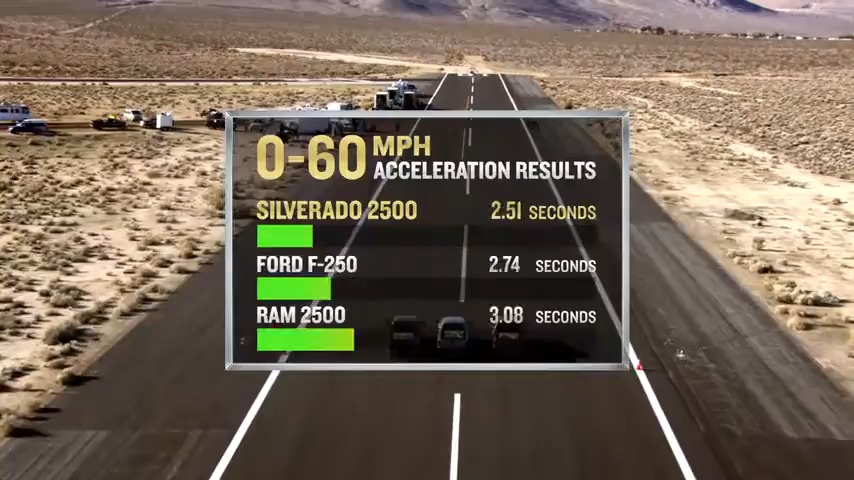 0-60 MPH
ACCELERATION RESULTS
SILVERADO 2500 2.51 SECONDS
FORD F-250 2.74 SECONDS
RAM 2500 3.08 SECONDS